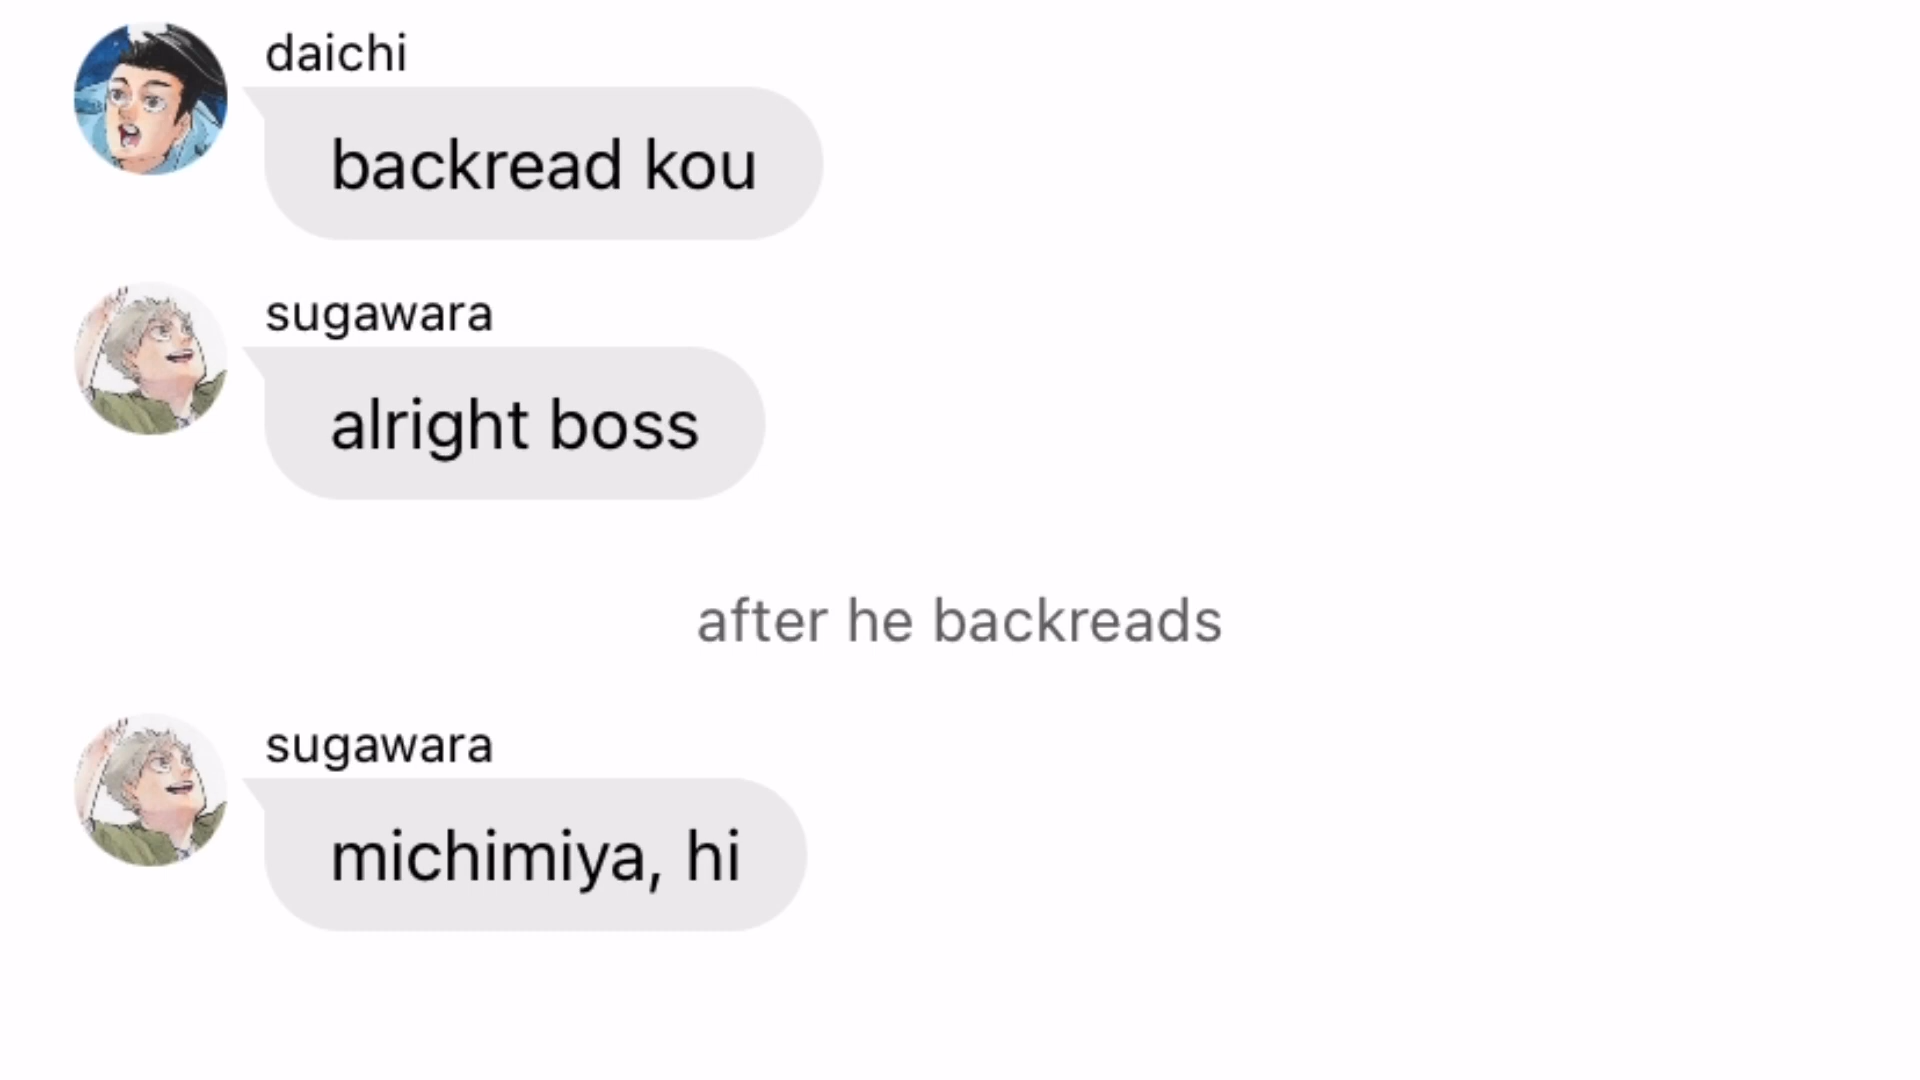 daichi
backread kou
sugawara
alright boss
after he backreads
sugawara
michimiya, hi